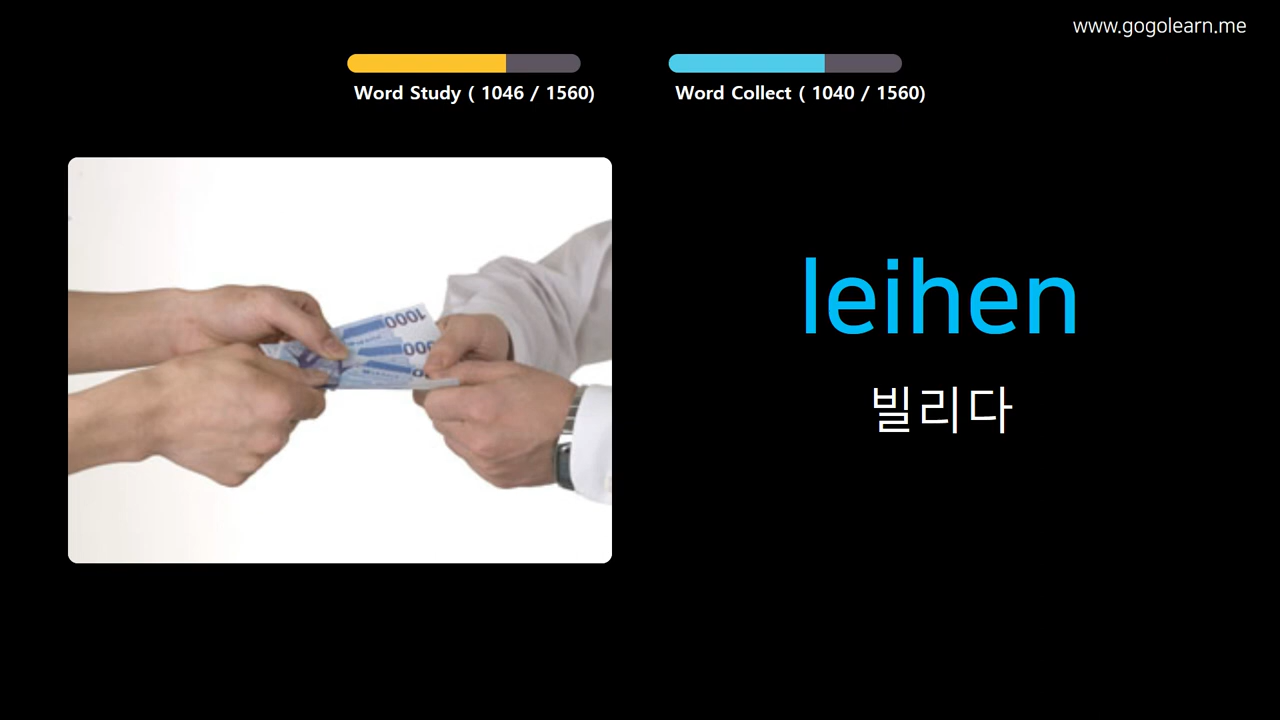 www.gogolearn.me
Word Study ( 1046 / 1560)
Word Collect ( 1040 / 1560)
1000
leihen
빌리다